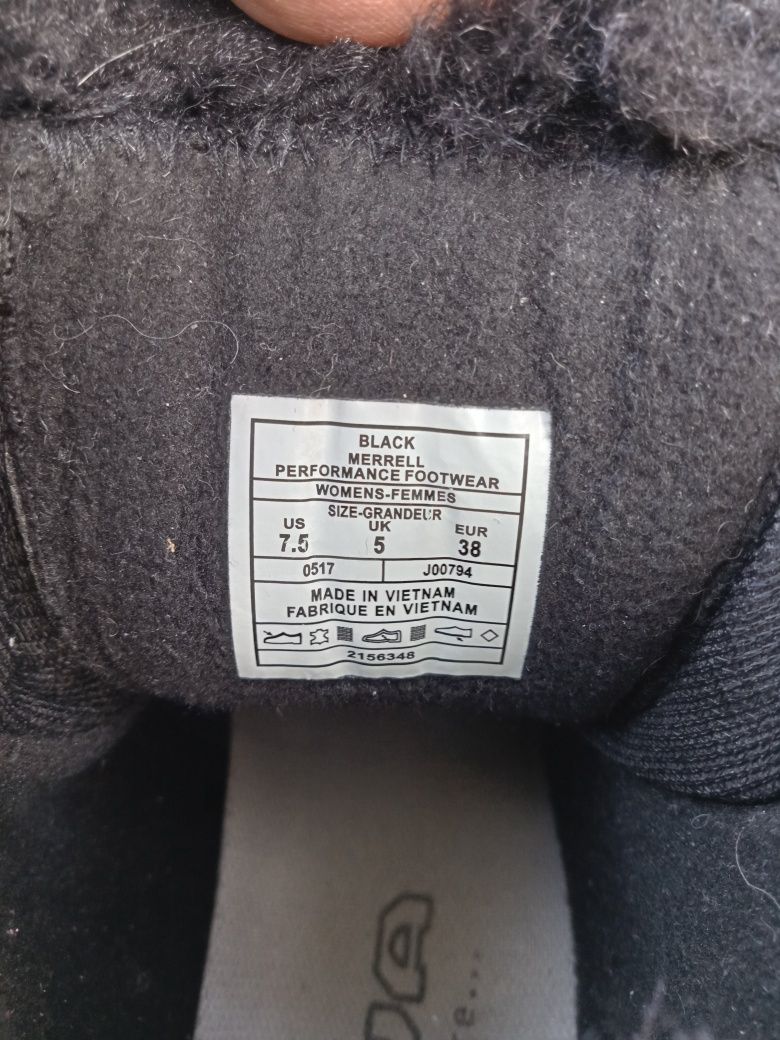 BLACK
MERRELL
PERFORMANCE FOOTWEAR
WOMENS-FEMMES
SIZE-GRANDEUR
US UK EUR
7.5 5 38
0517 J00794
MADE IN VIETNAM
FABRIQUE EN VIETNAM
2156348